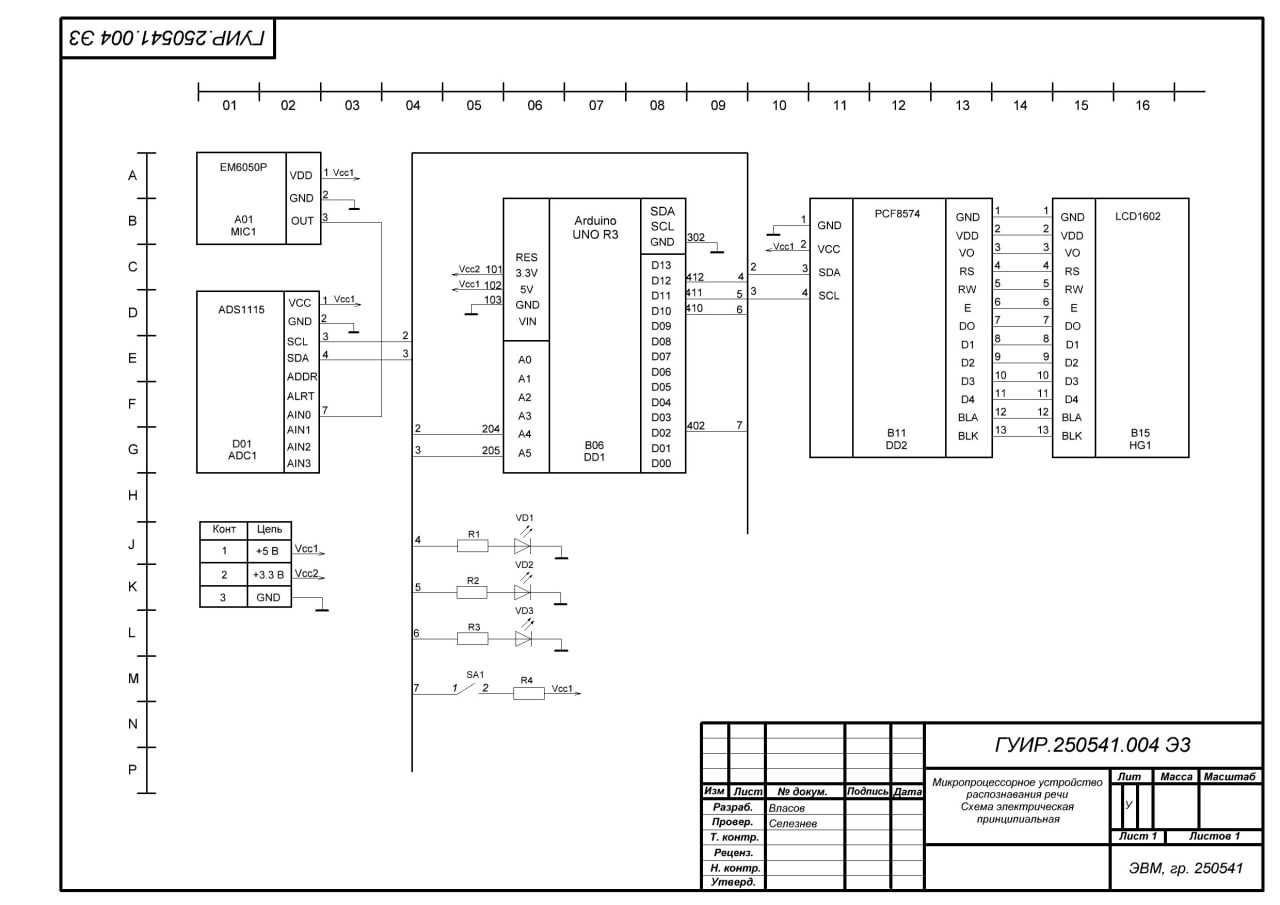 ГУИР.250541.004 Э3
01 02 03 04 05 06 07 08 09 10 11 12 13 14 15 16
A
B
C
D
E
F
G
H
J
K
L
M
N
P
EM6050P
A01
MIC1
VDD 1 Vcc1
GND 2
OUT 3
ADS1115
D01
ADC1
VCC 1 Vcc1
GND 2
SCL 3 2
SDA 4 3
ADDR
ALRT
AIN0 7
AIN1
AIN2
AIN3
Конт Цепь
1 +5 В Vcc1
2 +3.3 В Vcc2
3 GND
Arduino
UNO R3
B06
DD1
RES
Vcc2 101 3.3V
Vcc1 102 5V
103 GND
VIN
A0
A1
A2
A3
2 204 A4
3 205 A5
SDA
SCL
GND 302
D13
D12 412 4
D11 411 5
D10 410 6
D09
D08
D07
D06
D05
D04
D03
D02 402 7
D01
D00
PCF8574
B11
DD2
1 GND
Vcc1 2 VCC
2 3 SDA
3 4 SCL
GND 1 1 GND
VDD 2 2 VDD
VO 3 3 VO
RS 4 4 RS
RW 5 5 RW
E 6 6 E
DO 7 7 DO
D1 8 8 D1
D2 9 9 D2
D3 10 10 D3
D4 11 11 D4
BLA 12 12 BLA
BLK 13 13 BLK
LCD1602
B15
HG1
4 R1 VD1
5 R2 VD2
6 R3 VD3
7 1 SA1 2 R4 Vcc1
ГУИР.250541.004 Э3
Изм Лист № докум. Подпись Дата
Разраб. Власов
Провер. Селезнев
Т. контр.
Реценз.
Н. контр.
Утверд.
Микропроцессорное устройство
распознавания речи
Схема электрическая
принципиальная
Лит Масса Масштаб
У
Лист 1 Листов 1
ЭВМ, гр. 250541